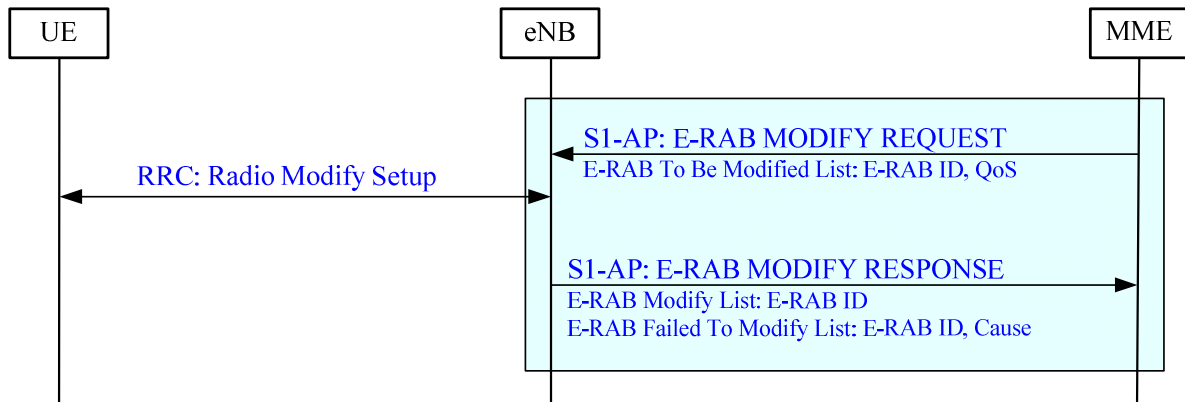 UE
eNB
MME
S1-AP: E-RAB MODIFY REQUEST
E-RAB To Be Modified List: E-RAB ID, QoS
RRC: Radio Modify Setup
S1-AP: E-RAB MODIFY RESPONSE
E-RAB Modify List: E-RAB ID
E-RAB Failed To Modify List: E-RAB ID, Cause